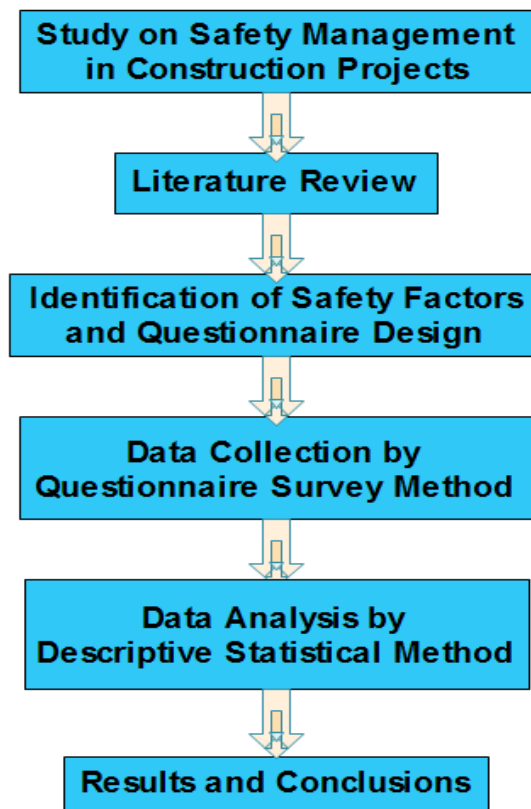 Study on Safety Management
in Construction Projects
Literature Review
Identification of Safety Factors
and Questionnaire Design
Data Collection by
Questionnaire Survey Method
Data Analysis by
Descriptive Statistical Method
Results and Conclusions